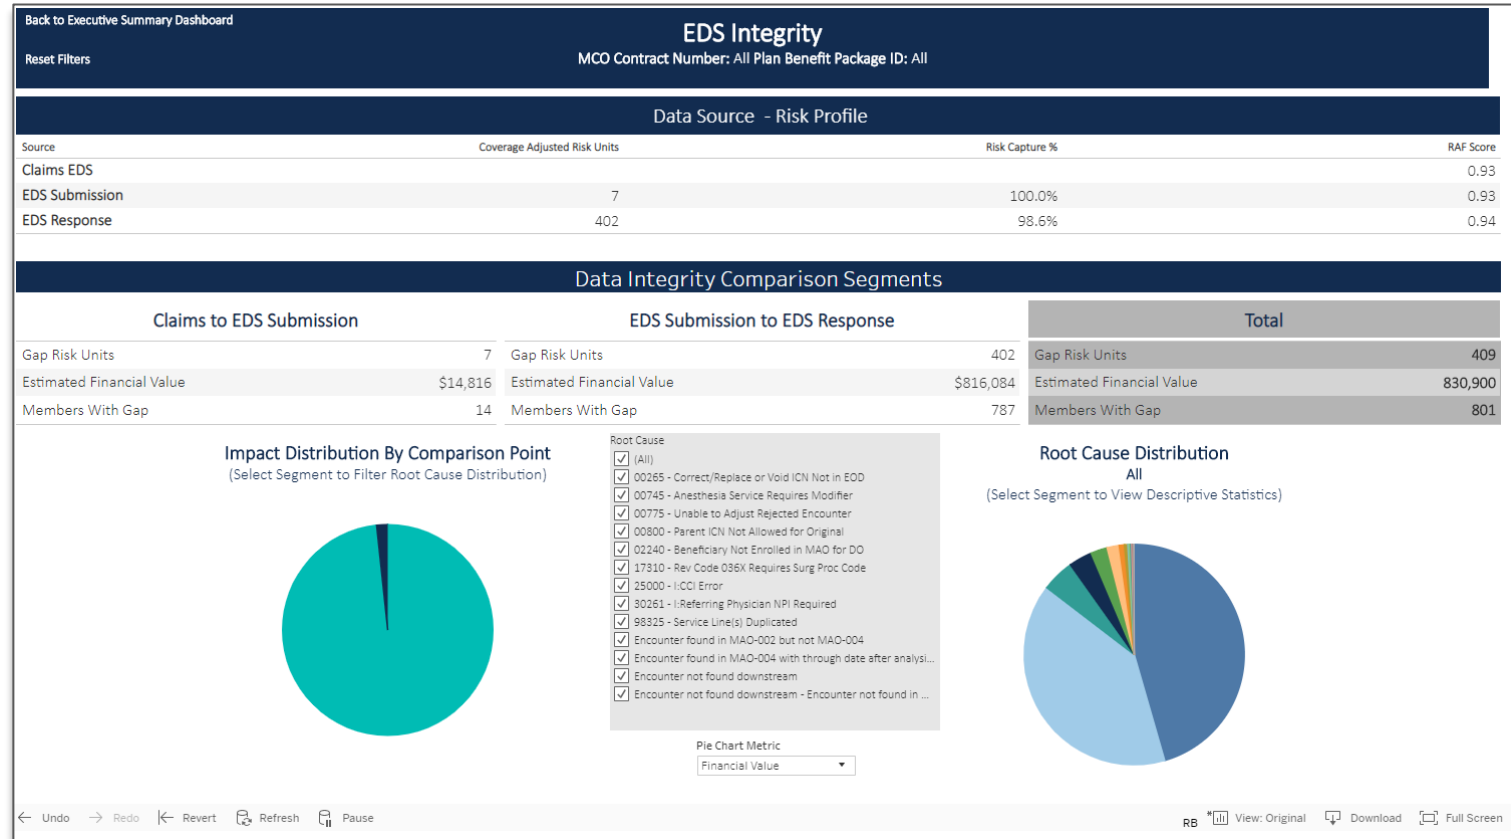 Back to Executive Summary Dashboard
EDS Integrity
Reset Filters
MCO Contract Number: All Plan Benefit Package ID: All
Data Source - Risk Profile
Source Coverage Adjusted Risk Units Risk Capture % RAF Score
Claims EDS 0.93
EDS Submission 7 100.0% 0.93
EDS Response 402 98.6% 0.94
Data Integrity Comparison Segments
Claims to EDS Submission EDS Submission to EDS Response Total
Gap Risk Units 7 Gap Risk Units 402 Gap Risk Units 409
Estimated Financial Value $14,816 Estimated Financial Value $816,084 Estimated Financial Value 830,900
Members With Gap 14 Members With Gap 787 Members With Gap 801
Impact Distribution By Comparison Point
(Select Segment to Filter Root Cause Distribution)
Root Cause
(All)
00265 - Correct/Replace or Void ICN Not in EOD
00745 - Anesthesia Service Requires Modifier
00775 - Unable to Adjust Rejected Encounter
00800 - Parent ICN Not Allowed for Original
02240 - Beneficiary Not Enrolled in MAO for DO
17310 - Rev Code 036X Requires Surg Proc Code
25000 - I:CCI Error
30261 - I:Referring Physician NPI Required
98325 - Service Line(s) Duplicated
Encounter found in MAO-002 but not MAO-004
Encounter found in MAO-004 with through date after analysi...
Encounter not found downstream
Encounter not found downstream - Encounter not found in ...
Pie Chart Metric
Financial Value
Root Cause Distribution
All
(Select Segment to View Descriptive Statistics)
Undo Redo Revert Refresh Pause RB View: Original Download Full Screen